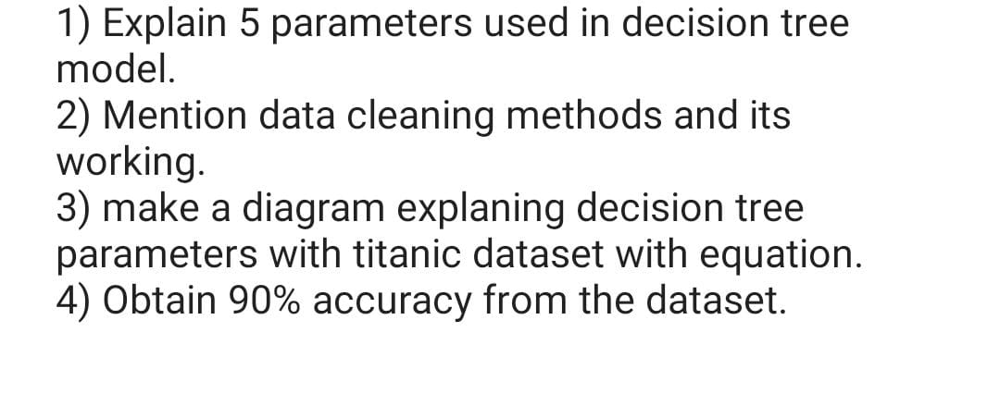 1) Explain 5 parameters used in decision tree
model.
2) Mention data cleaning methods and its
working.
3) make a diagram explaning decision tree
parameters with titanic dataset with equation.
4) Obtain 90% accuracy from the dataset.